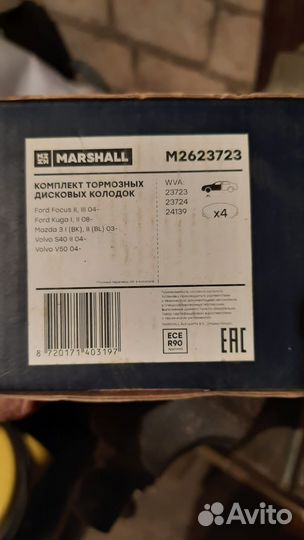 MARSHALL
M2623723
КОМПЛЕКТ ТОРМОЗНЫХ
ДИСКОВЫХ КОЛОДОК
WVA
23723
23724
24139
x4
Ford Focus II, III 04-
Ford Kuga I, II 08-
Mazda 3 I (BK), II (BL) 03-
Volvo S40 II 04-
Volvo V50 04-
8 720171 403197
ECE
R90
EAC
Avito